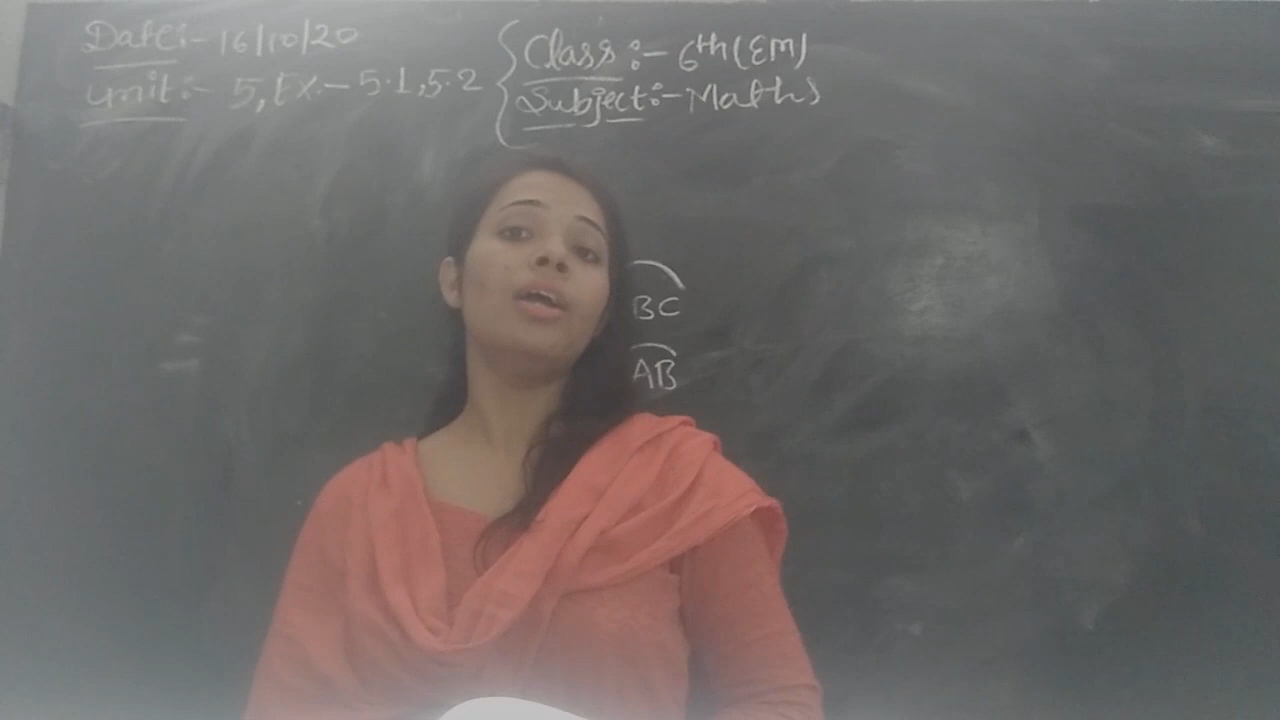 Date:- 16/10/20
Unit:- 5, Ex.- 5.1, 5.2
Class:- 6th (EM)
Subject:- Maths
BC
AB